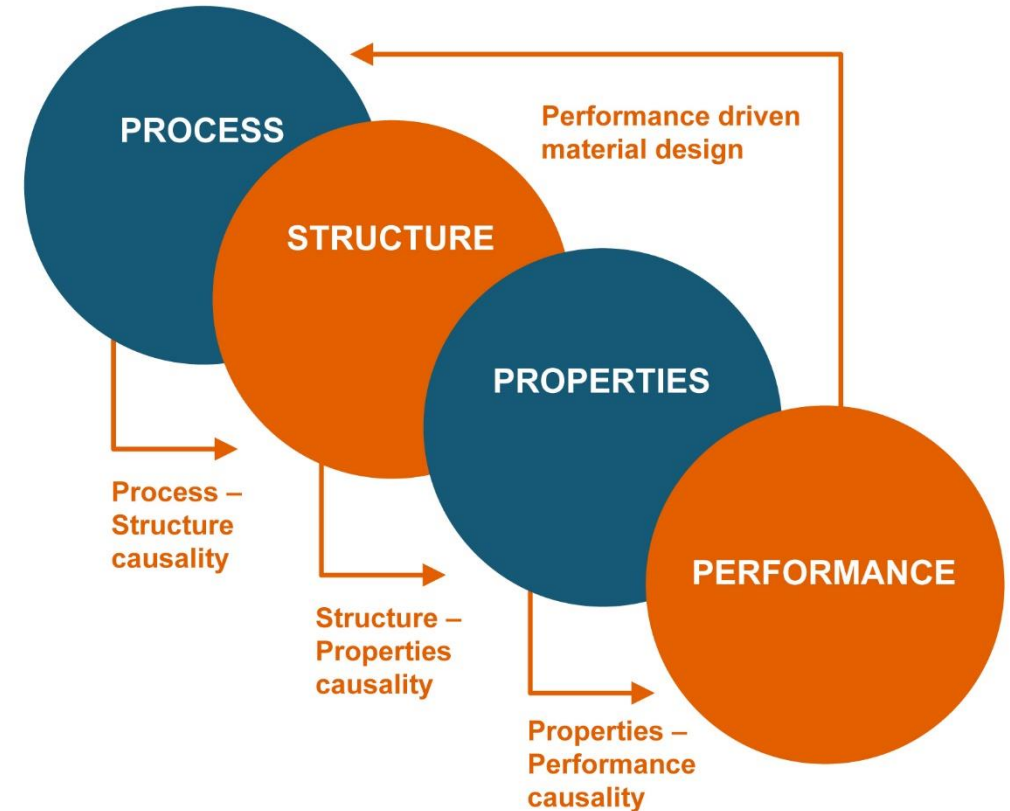 PROCESS
Performance driven
material design
STRUCTURE
PROPERTIES
Process –
Structure
causality
PERFORMANCE
Structure –
Properties
causality
Properties –
Performance
causality